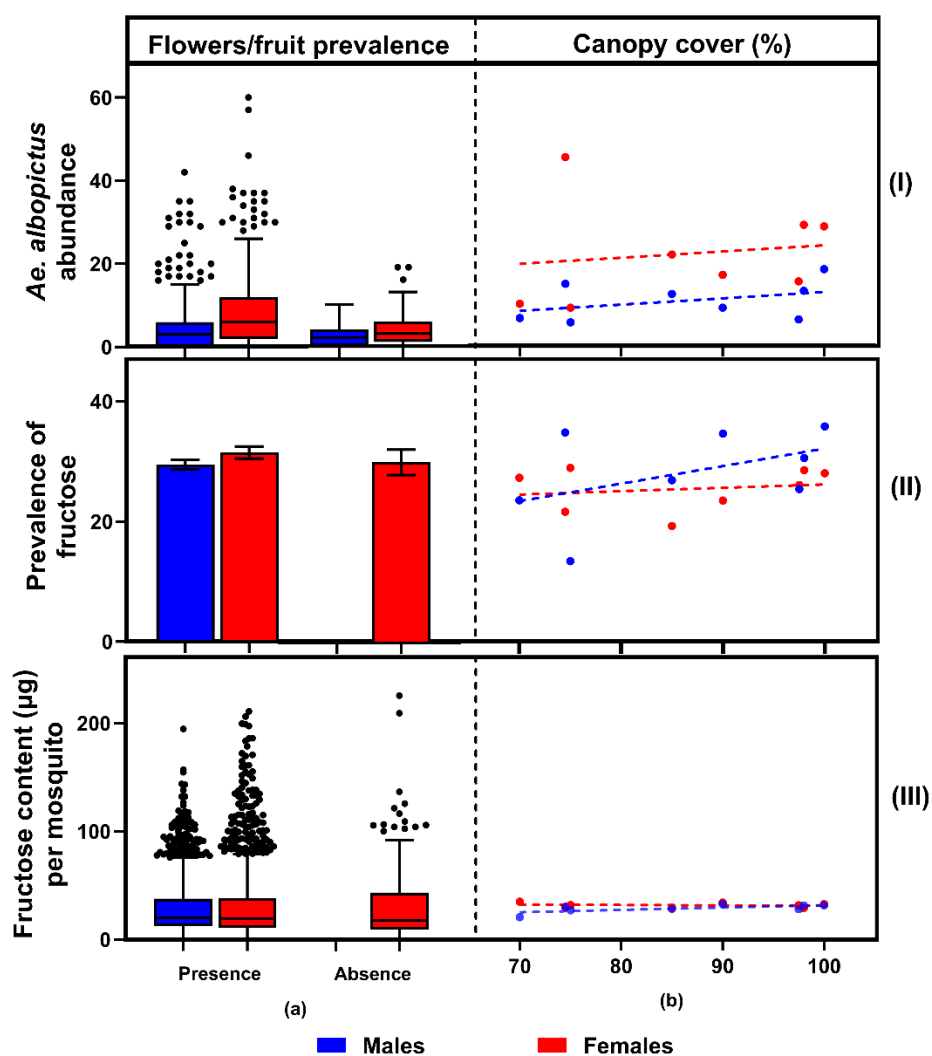 Flowers/fruit prevalence
Canopy cover (%)
Ae. albopictus
abundance
60
40
20
0
(I)
Prevalence of
fructose
40
20
0
(II)
Fructose content (µg)
per mosquito
200
100
0
(III)
Presence
Absence
70
80
90
100
(a)
(b)
Males
Females